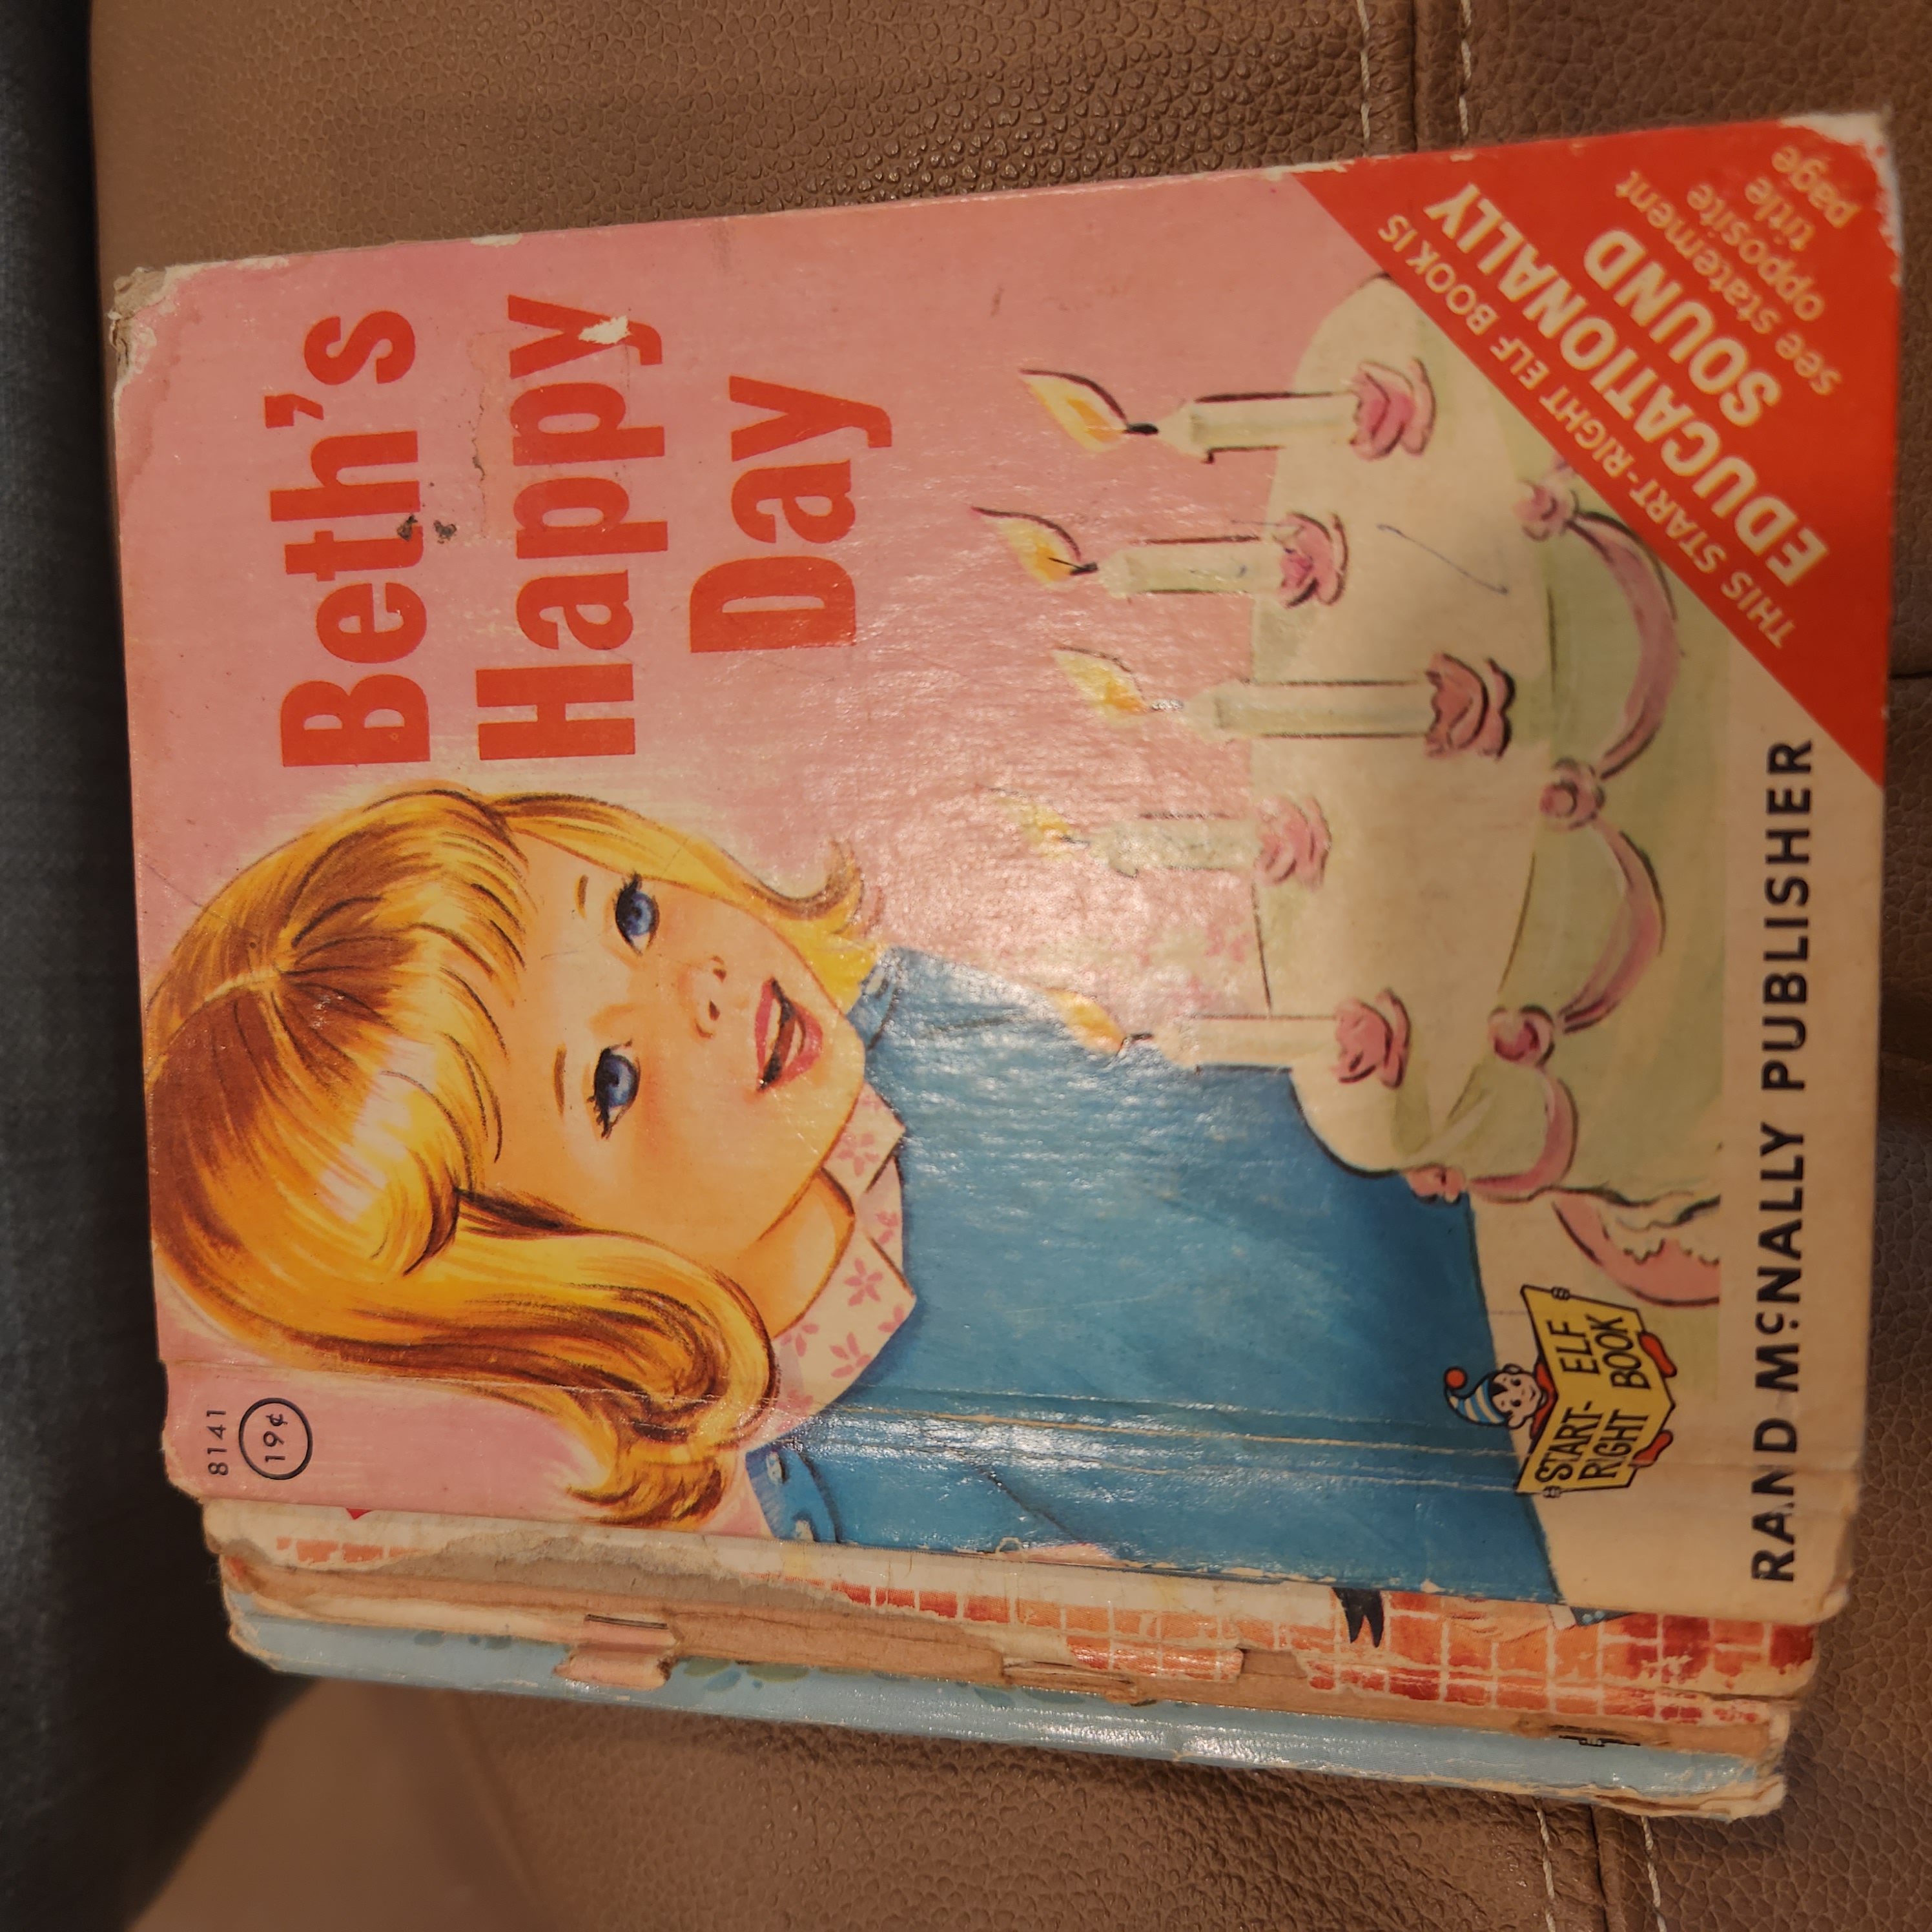 8141
19¢
Beth's
Happy
Day
THIS START-RIGHT ELF BOOK IS
EDUCATIONALLY
SOUND
see statement
opposite
title
page
START-
RIGHT
ELF
BOOK
RAND McNALLY PUBLISHER